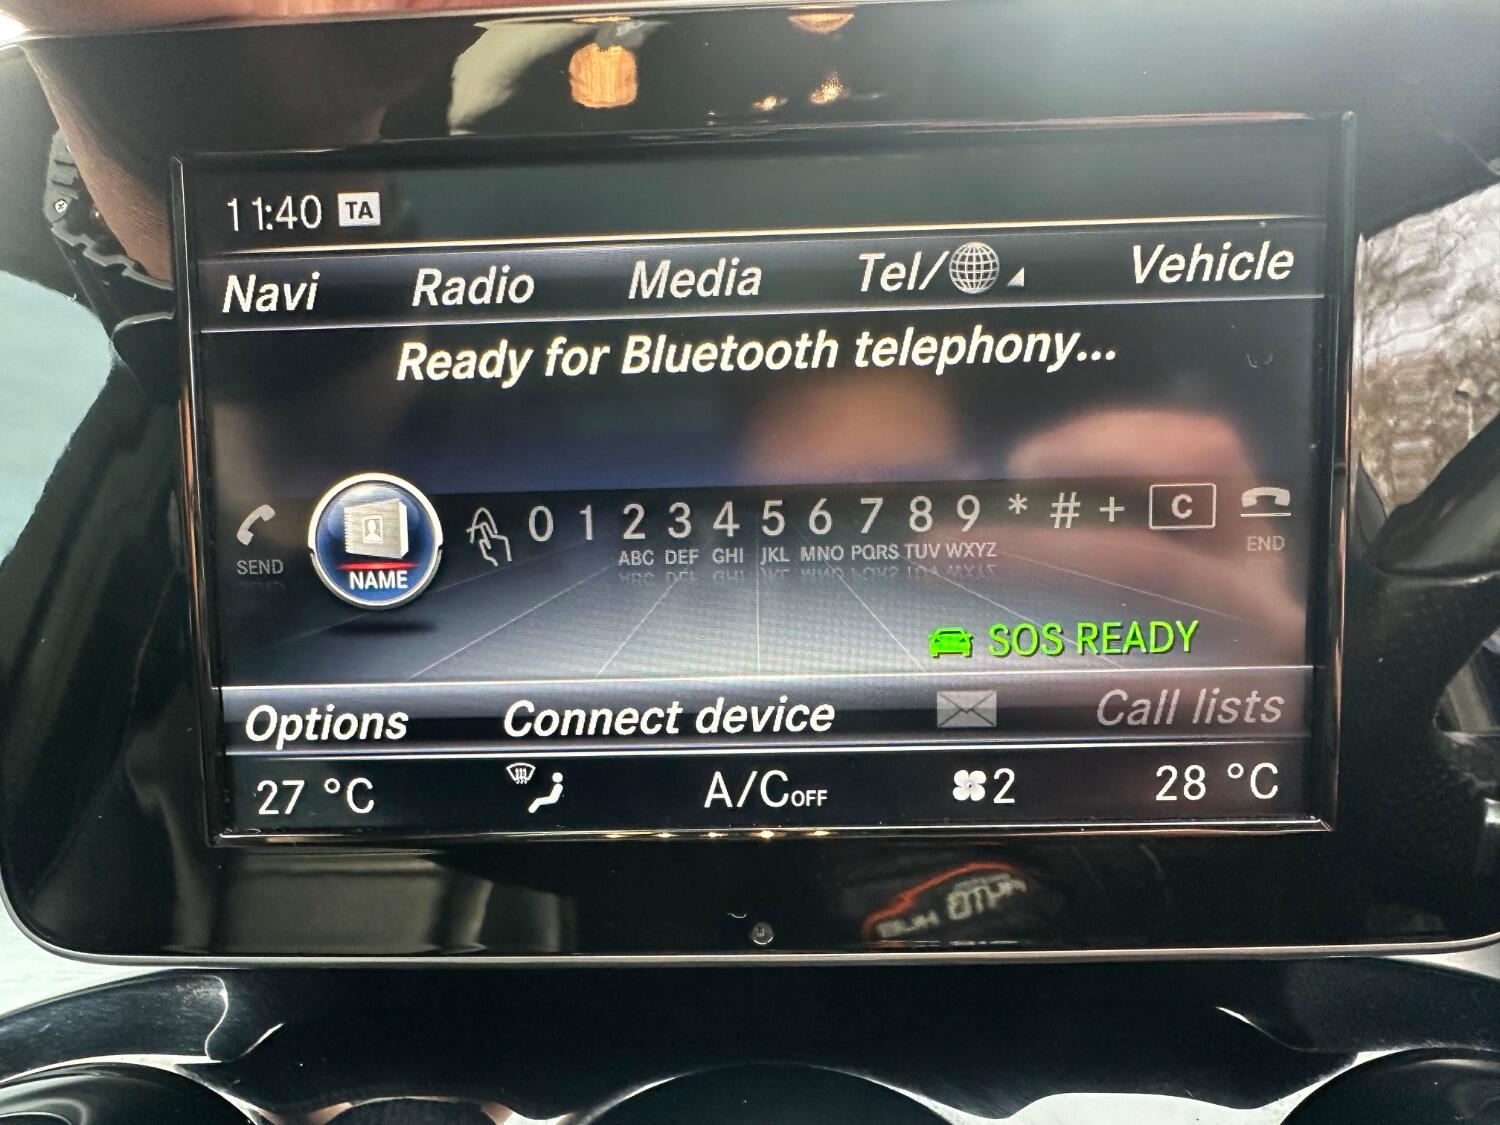 11:40 TA
Navi Radio Media Tel/ Vehicle
Ready for Bluetooth telephony...
0 1 2 3 4 5 6 7 8 9 * # + C
ABC DEF GHI JKL MNO PQRS TUV WXYZ
SEND NAME END
SOS READY
Options Connect device Call lists
27 °C A/C OFF 2 28 °C